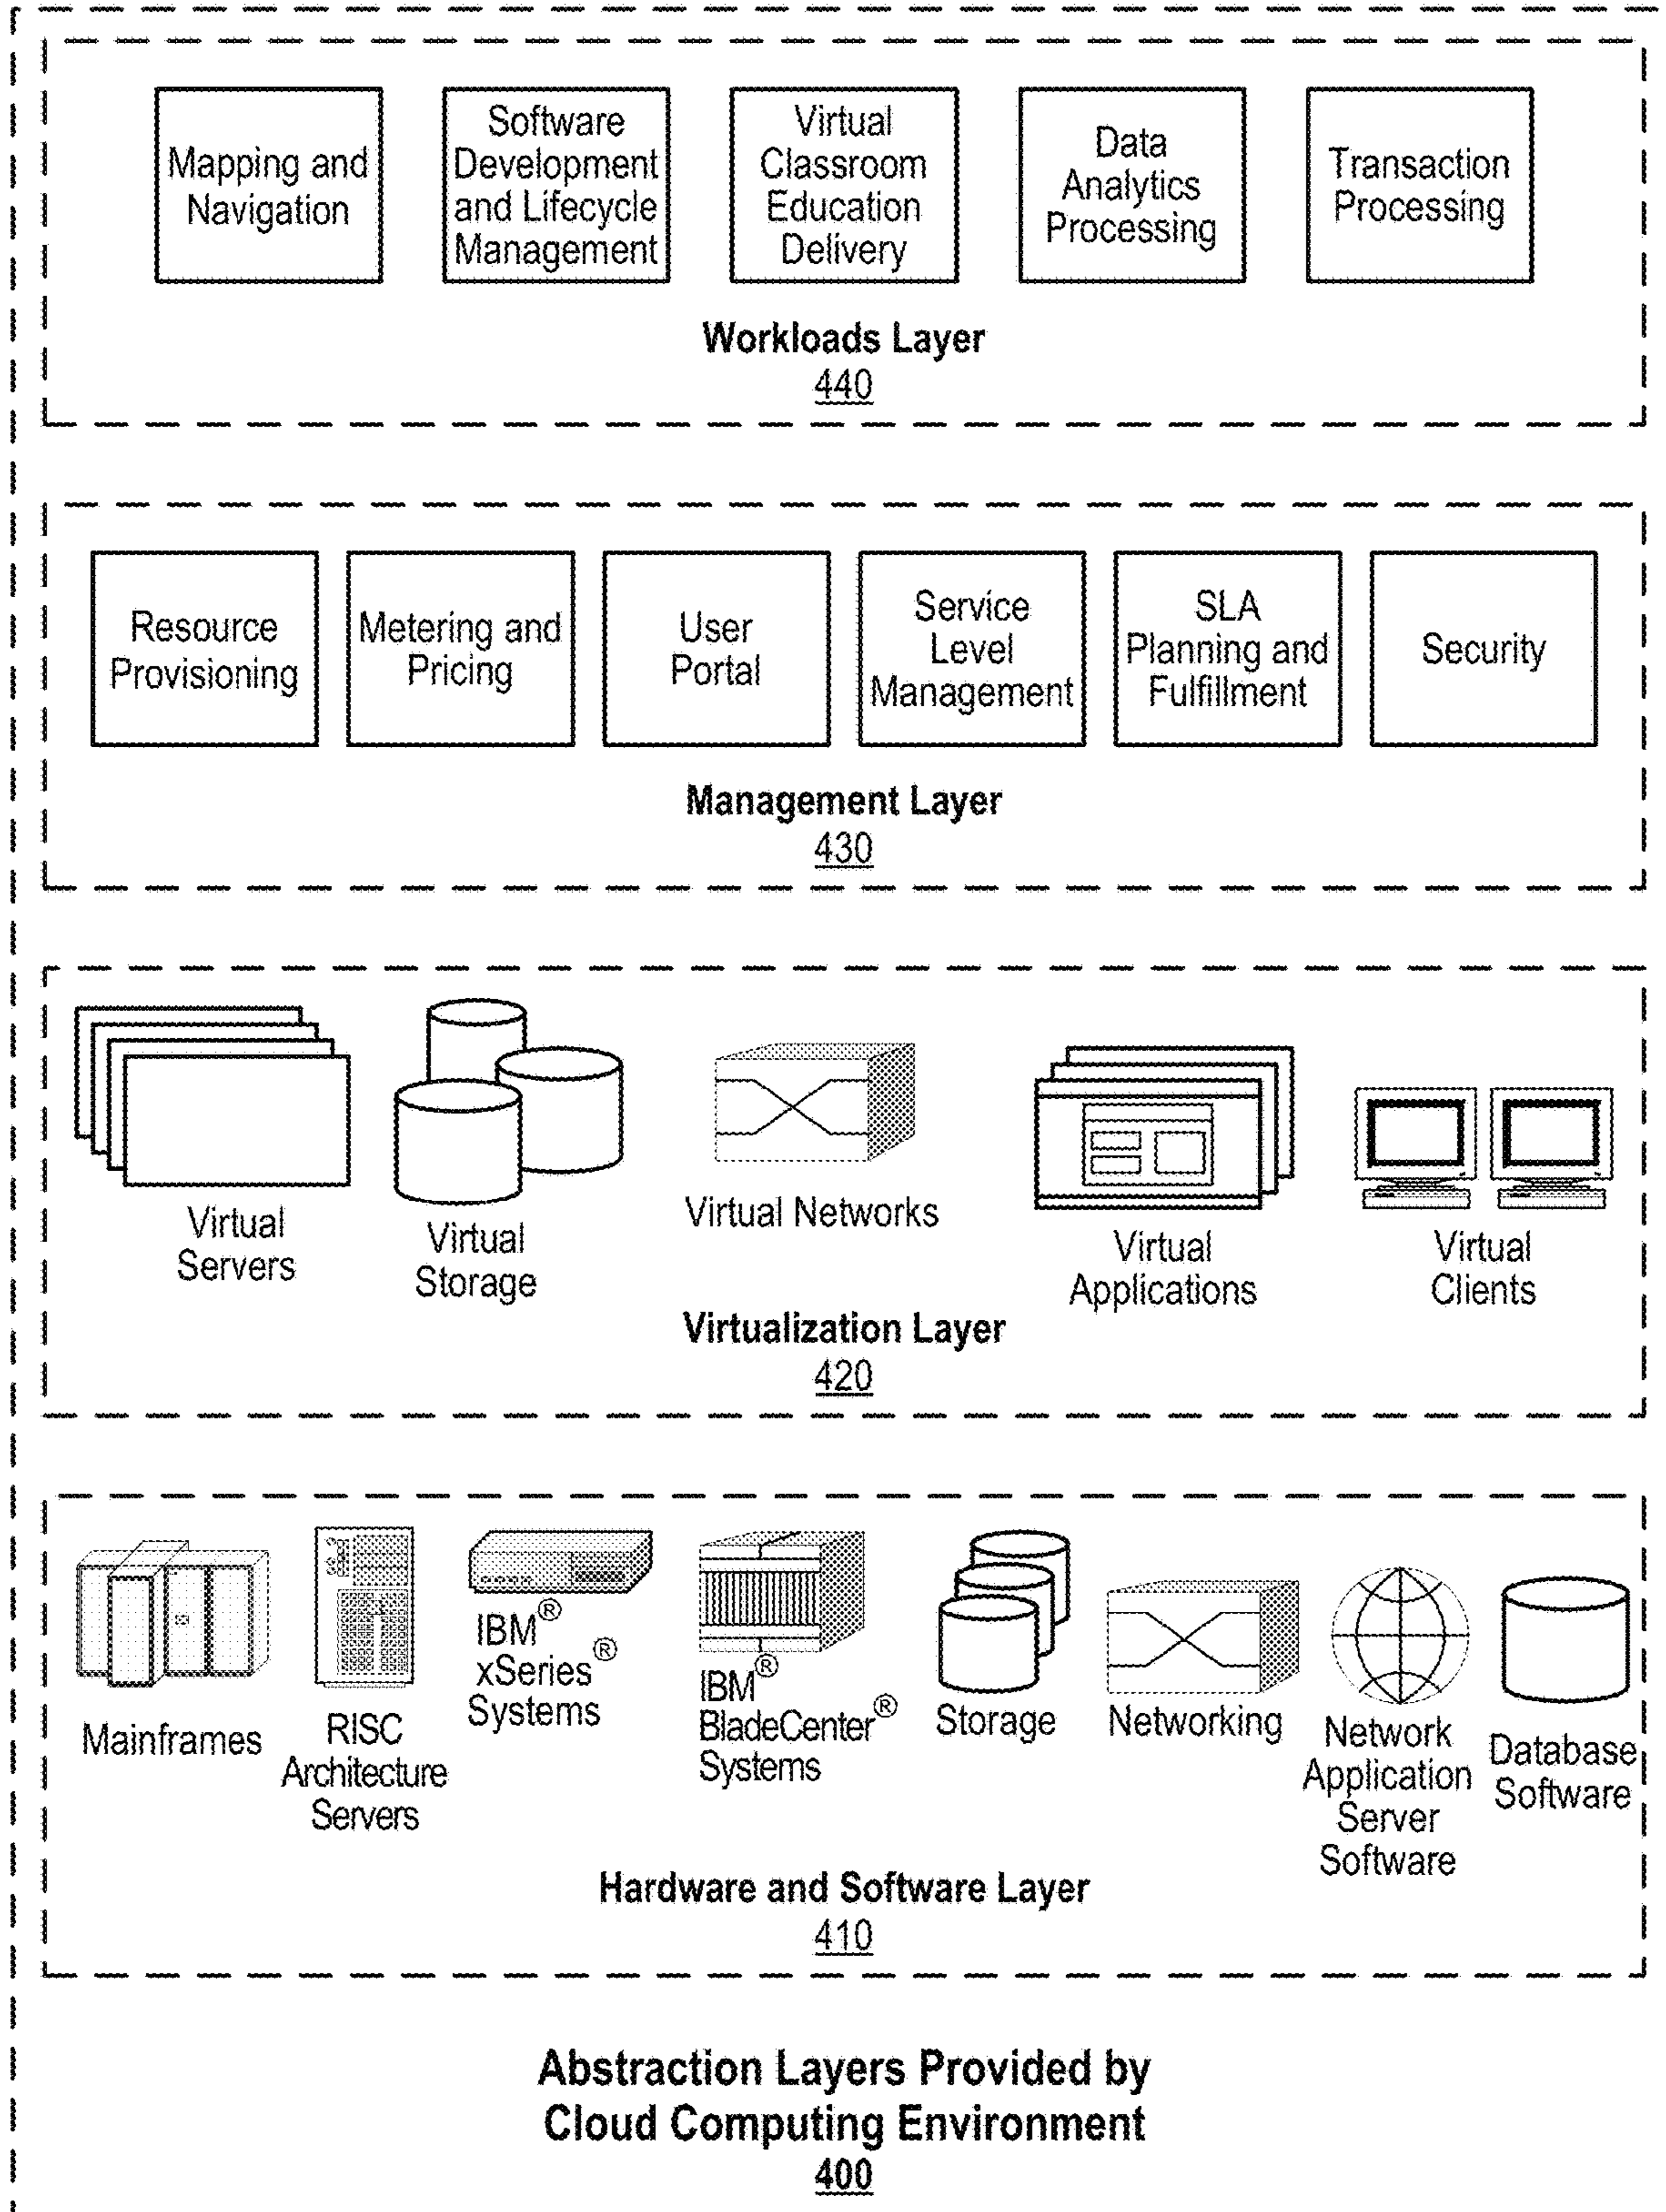 Mapping and
Navigation
Software
Development
and Lifecycle
Management
Virtual
Classroom
Education
Delivery
Data
Analytics
Processing
Transaction
Processing
Workloads Layer
440
Resource
Provisioning
Metering and
Pricing
User
Portal
Service
Level
Management
SLA
Planning and
Fulfillment
Security
Management Layer
430
Virtual
Servers
Virtual
Storage
Virtual Networks
Virtual
Applications
Virtual
Clients
Virtualization Layer
420
Mainframes
RISC
Architecture
Servers
IBM®
xSeries®
Systems
IBM®
BladeCenter®
Systems
Storage
Networking
Network
Application
Server
Software
Database
Software
Hardware and Software Layer
410
Abstraction Layers Provided by
Cloud Computing Environment
400